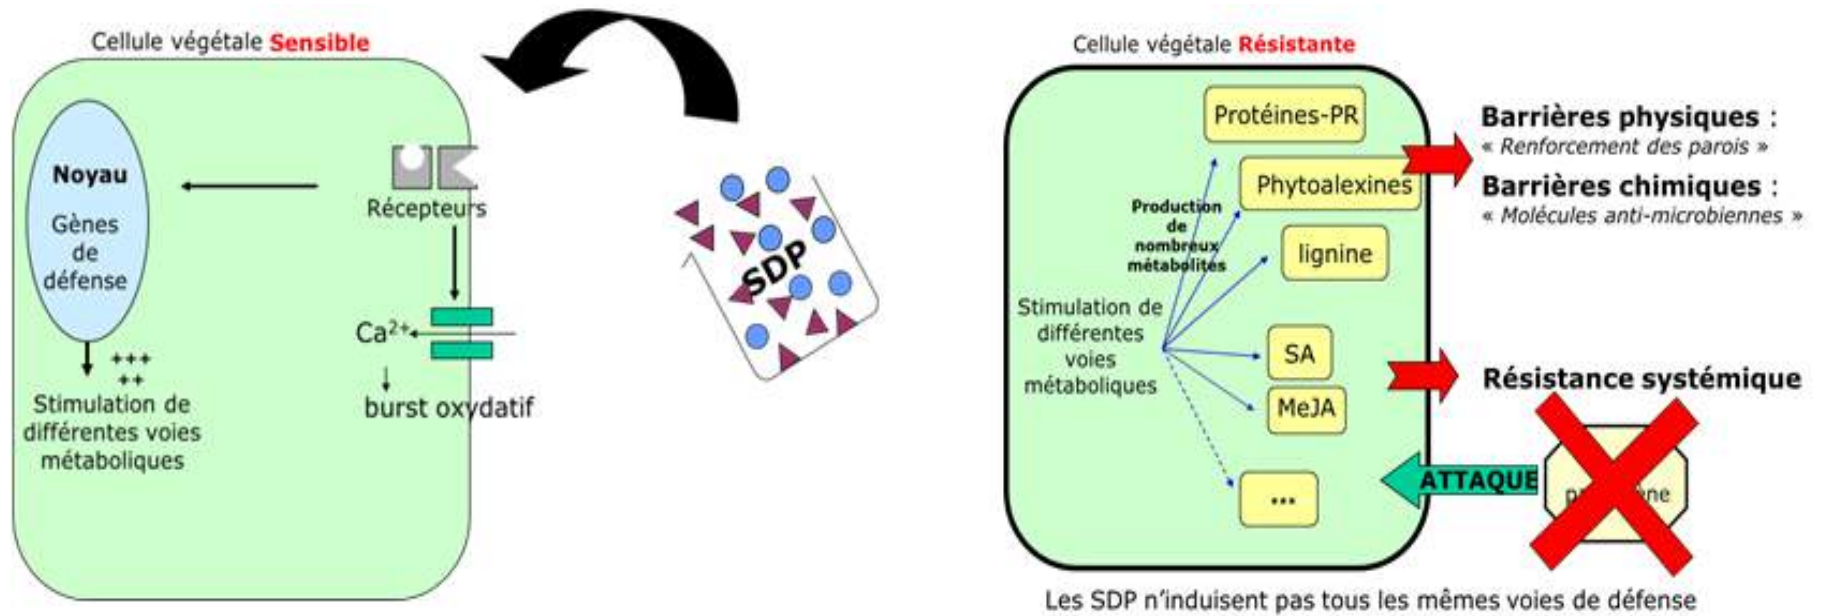 Cellule végétale Sensible
Noyau
Gènes
de
défense
Récepteurs
Ca²⁺
burst oxydatif
+++
++
Stimulation de
différentes voies
métaboliques
SDP
Cellule végétale Résistante
Protéines-PR
Phytoalexines
lignine
SA
MeJA
...
Production
de
nombreux
métabolites
Stimulation de
différentes
voies
métaboliques
Barrières physiques :
« Renforcement des parois »
Barrières chimiques :
« Molécules anti-microbiennes »
Résistance systémique
ATTAQUE
Les SDP n'induisent pas tous les mêmes voies de défense